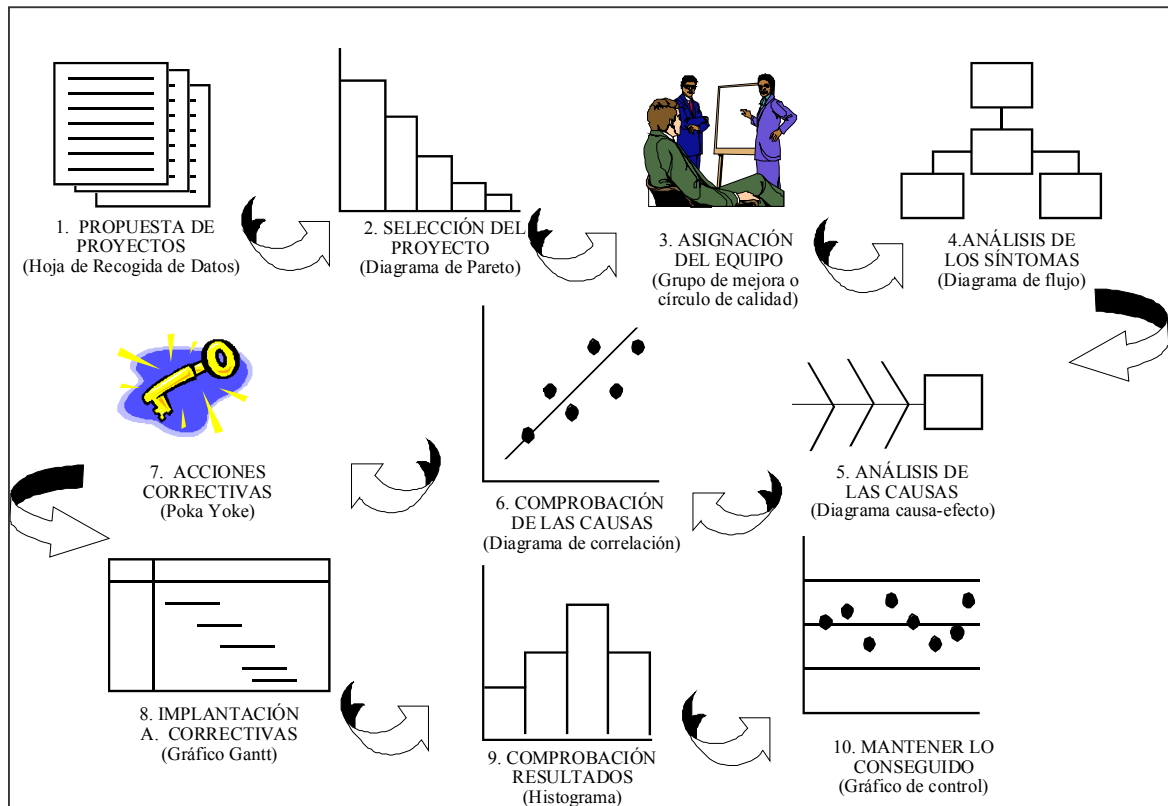 1. PROPUESTA DE
PROYECTOS
(Hoja de Recogida de Datos)
2. SELECCIÓN DEL
PROYECTO
(Diagrama de Pareto)
3. ASIGNACIÓN
DEL EQUIPO
(Grupo de mejora o
círculo de calidad)
4.ANÁLISIS DE
LOS SÍNTOMAS
(Diagrama de flujo)
5. ANÁLISIS DE
LAS CAUSAS
(Diagrama causa-efecto)
6. COMPROBACIÓN
DE LAS CAUSAS
(Diagrama de correlación)
7. ACCIONES
CORRECTIVAS
(Poka Yoke)
8. IMPLANTACIÓN
A. CORRECTIVAS
(Gráfico Gantt)
9. COMPROBACIÓN
RESULTADOS
(Histograma)
10. MANTENER LO
CONSEGUIDO
(Gráfico de control)